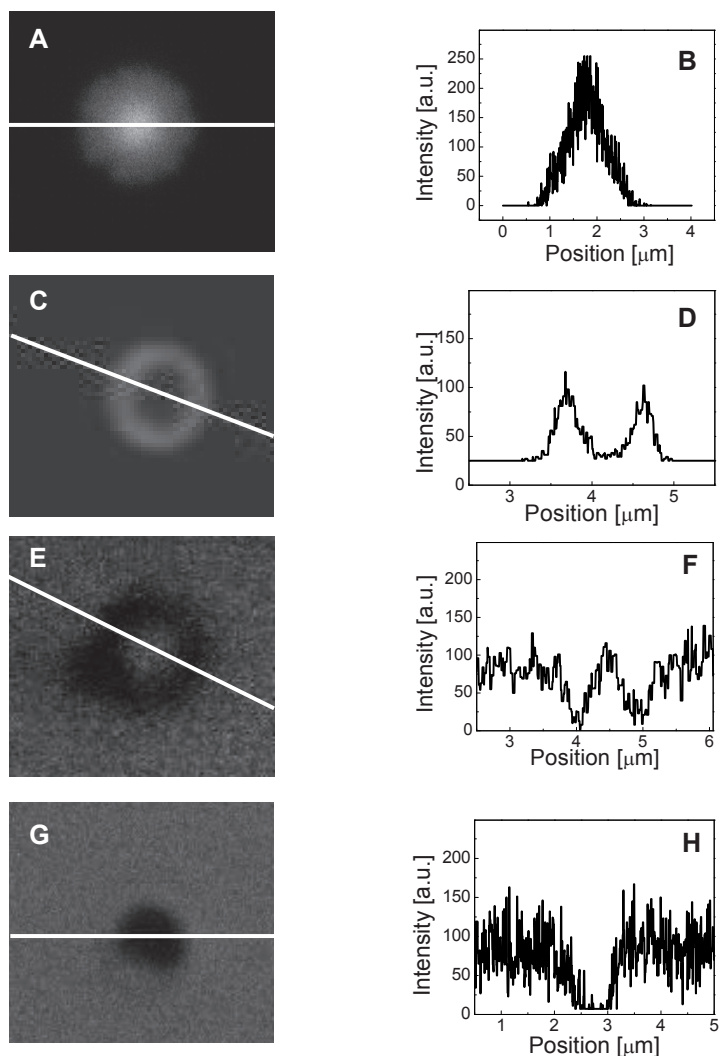 A
B
250
200
150
100
50
0
Intensity [a.u.]
0 1 2 3 4
Position [μm]
C
D
150
100
50
0
Intensity [a.u.]
3 4 5
Position [μm]
E
F
200
150
100
50
0
Intensity [a.u.]
3 4 5 6
Position [μm]
G
H
200
150
100
50
0
Intensity [a.u.]
1 2 3 4 5
Position [μm]